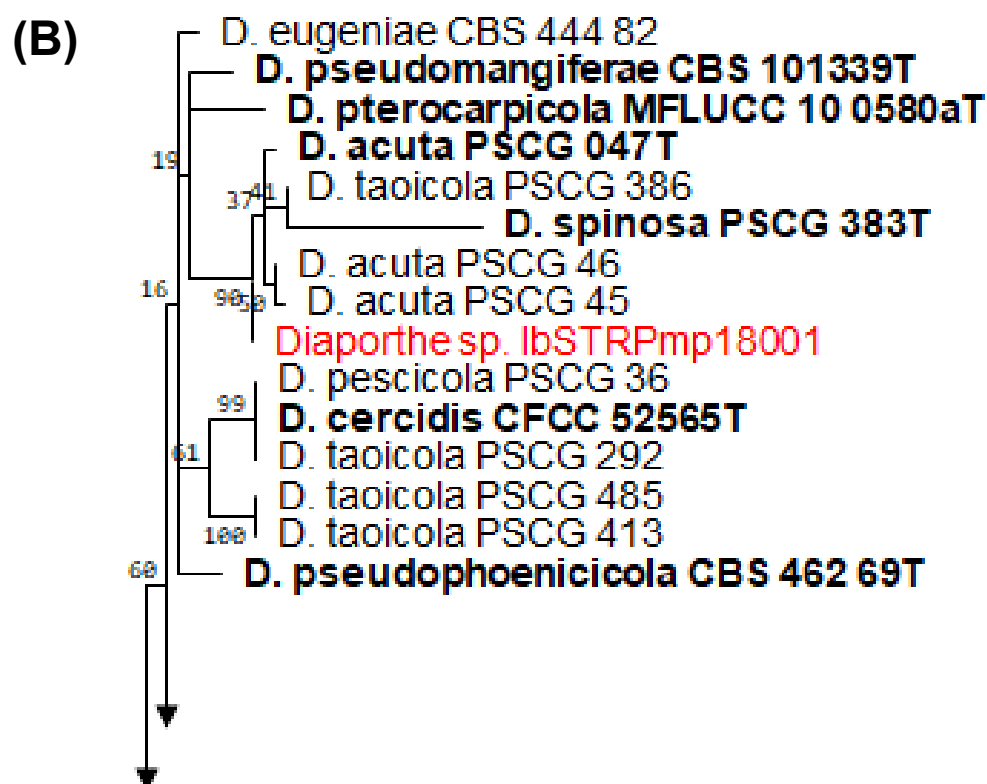 (B)
D. eugeniae CBS 444 82
D. pseudomangiferae CBS 101339T
D. pterocarpicola MFLUCC 10 0580aT
D. acuta PSCG 047T
19
D. taoicola PSCG 386
37
41
D. spinosa PSCG 383T
D. acuta PSCG 46
16
90
50
D. acuta PSCG 45
Diaporthe sp. IbSTRPmp18001
D. pescicola PSCG 36
99
D. cercidis CFCC 52565T
61
D. taoicola PSCG 292
D. taoicola PSCG 485
100
D. taoicola PSCG 413
60
D. pseudophoenicicola CBS 462 69T